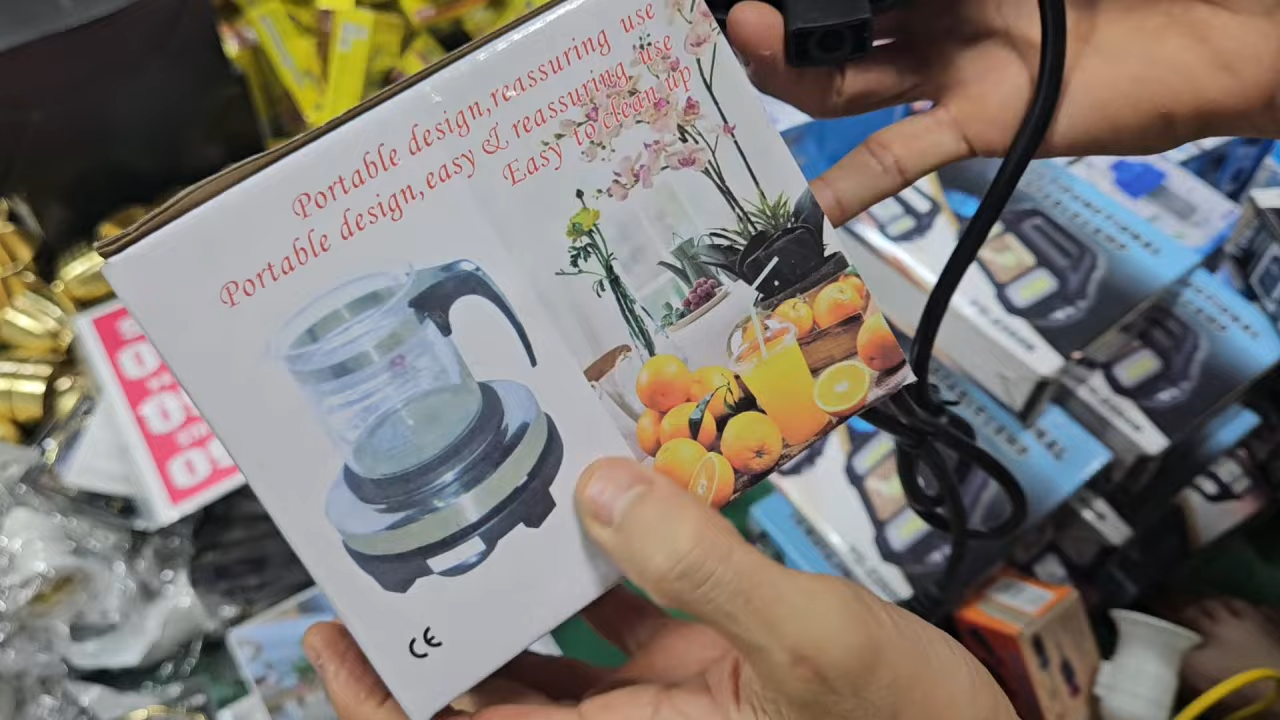 Portable design,reassuring use
Portable design,easy & reassuring use
Easy to clean up
CE